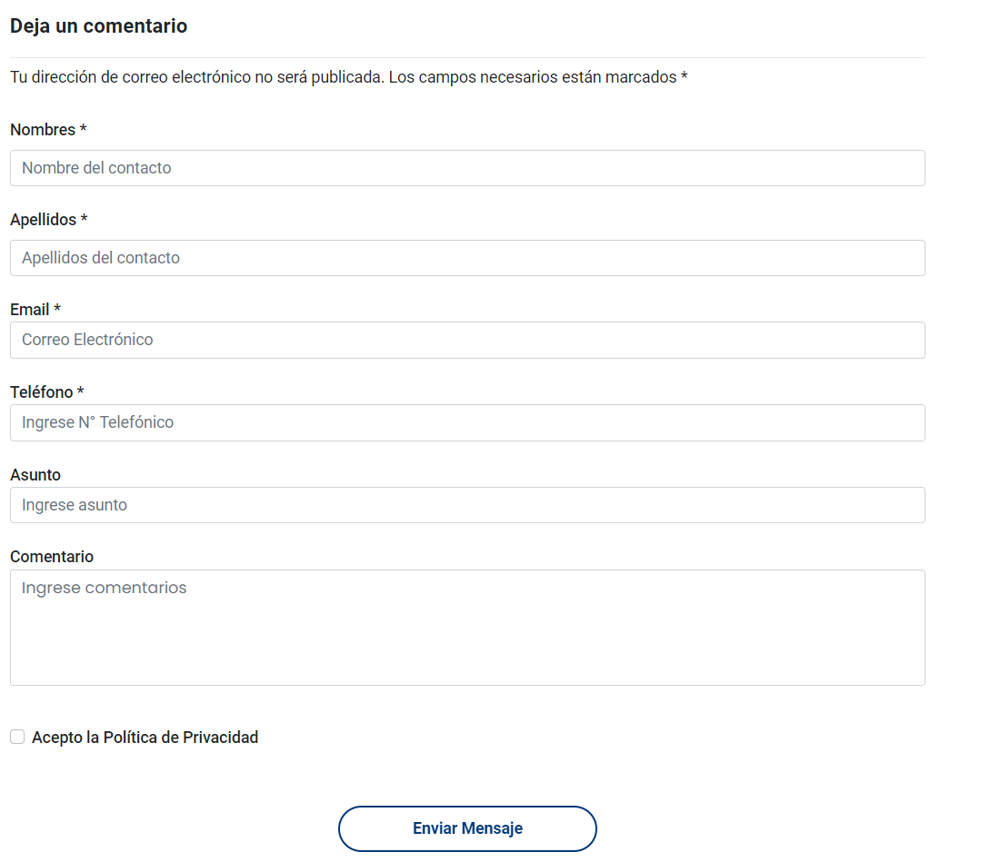 Deja un comentario
Tu dirección de correo electrónico no será publicada. Los campos necesarios están marcados *
Nombres *
Nombre del contacto
Apellidos *
Apellidos del contacto
Email *
Correo Electrónico
Teléfono *
Ingrese N° Telefónico
Asunto
Ingrese asunto
Comentario
Ingrese comentarios
Acepto la Política de Privacidad
Enviar Mensaje